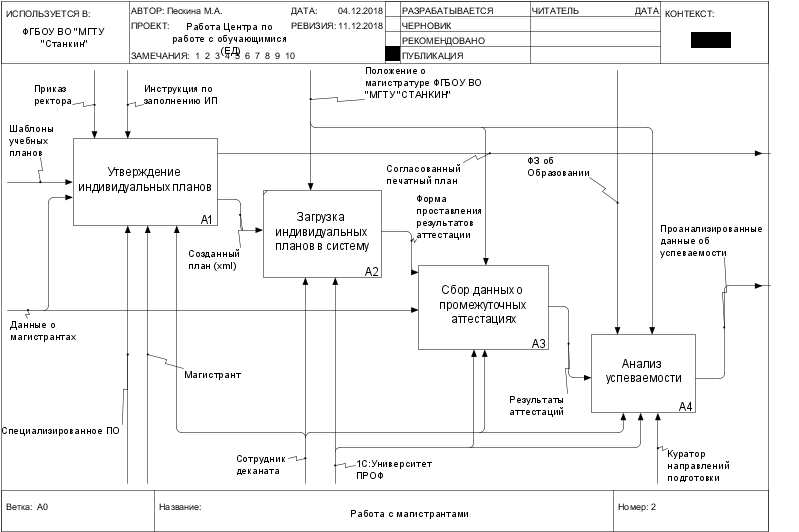 ИСПОЛЬЗУЕТСЯ В:
ФГБОУ ВО "МГТУ
"Станкин"
АВТОР: Пескина М.А.
ДАТА: 04.12.2018
ПРОЕКТ: Работа Центра по
работе с обучающимися
(ЕД)
РЕВИЗИЯ: 11.12.2018
ЗАМЕЧАНИЯ: 1 2 3 4 5 6 7 8 9 10
РАЗРАБАТЫВАЕТСЯ
ЧЕРНОВИК
РЕКОМЕНДОВАНО
ПУБЛИКАЦИЯ
ЧИТАТЕЛЬ
ДАТА
КОНТЕКСТ:
Приказ
ректора
Инструкция по
заполнению ИП
Положение о
магистратуре ФГБОУ ВО
"МГТУ "СТАНКИН"
Шаблоны
учебных
планов
Утверждение
индивидуальных планов
A1
Согласованный
печатный план
ФЗ об
Образовании
Загрузка
индивидуальных
планов в систему
A2
Форма
проставления
результатов
аттестации
Созданный
план (xml)
Проанализированные
данные об
успеваемости
Сбор данных о
промежуточных
аттестациях
A3
Данные о
магистрантах
Анализ
успеваемости
A4
Магистрант
Результаты
аттестаций
Специализированное ПО
Сотрудник
деканата
1С:Университет
ПРОФ
Куратор
направлений
подготовки
Ветка: A0
Название:
Работа с магистрантами
Номер: 2